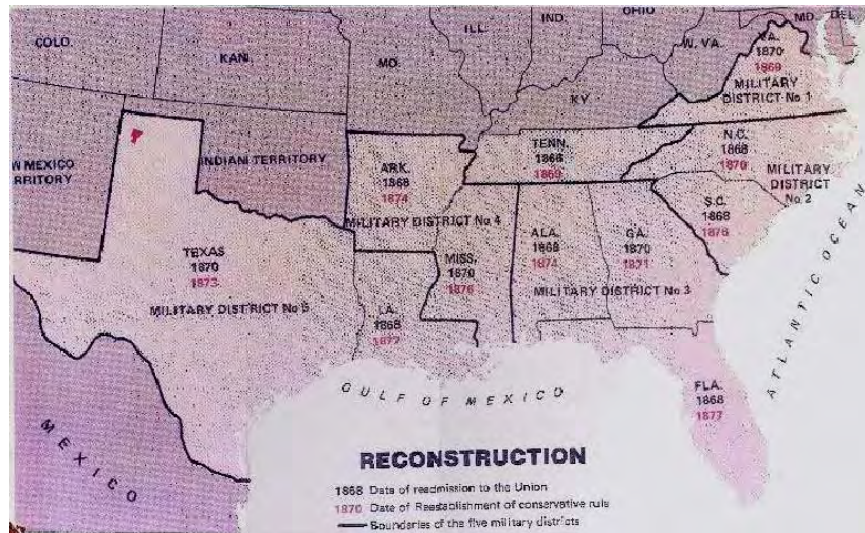 COLO.
KAN.
MO.
ILL.
IND.
OHIO
W. VA.
MD.
DEL.
KY.
VA.
1870
1869
MILITARY
DISTRICT No 1
TENN.
1866
1869
N.C.
1868
1870
MILITARY
DISTRICT
No 2
S.C.
1868
1876
W MEXICO
RRITORY
INDIAN TERRITORY
ARK.
1868
1874
MILITARY DISTRICT No 4
MISS.
1870
1876
ALA.
1868
1874
GA.
1870
1871
MILITARY DISTRICT No 3
TEXAS
1870
1873
MILITARY DISTRICT No 5
LA.
1868
1877
FLA.
1868
1877
GULF OF MEXICO
ATLANTIC OCEAN
MEXICO
RECONSTRUCTION
1868 Date of readmission to the Union
1870 Date of Reestablishment of conservative rule
Boundaries of the five military districts